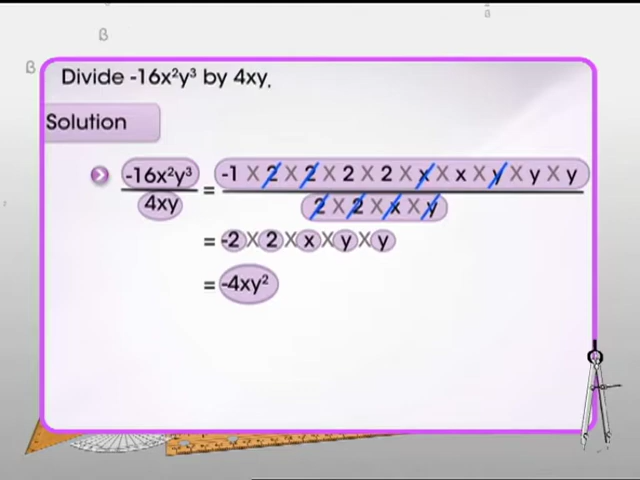 β
β
Divide -16x²y³ by 4xy.
Solution
-16x²y³ / 4xy = -1 X 2 X 2 X 2 X 2 X x X x X y X y X y / 2 X 2 X x X y
= -2 X 2 X x X y X y
= -4xy²